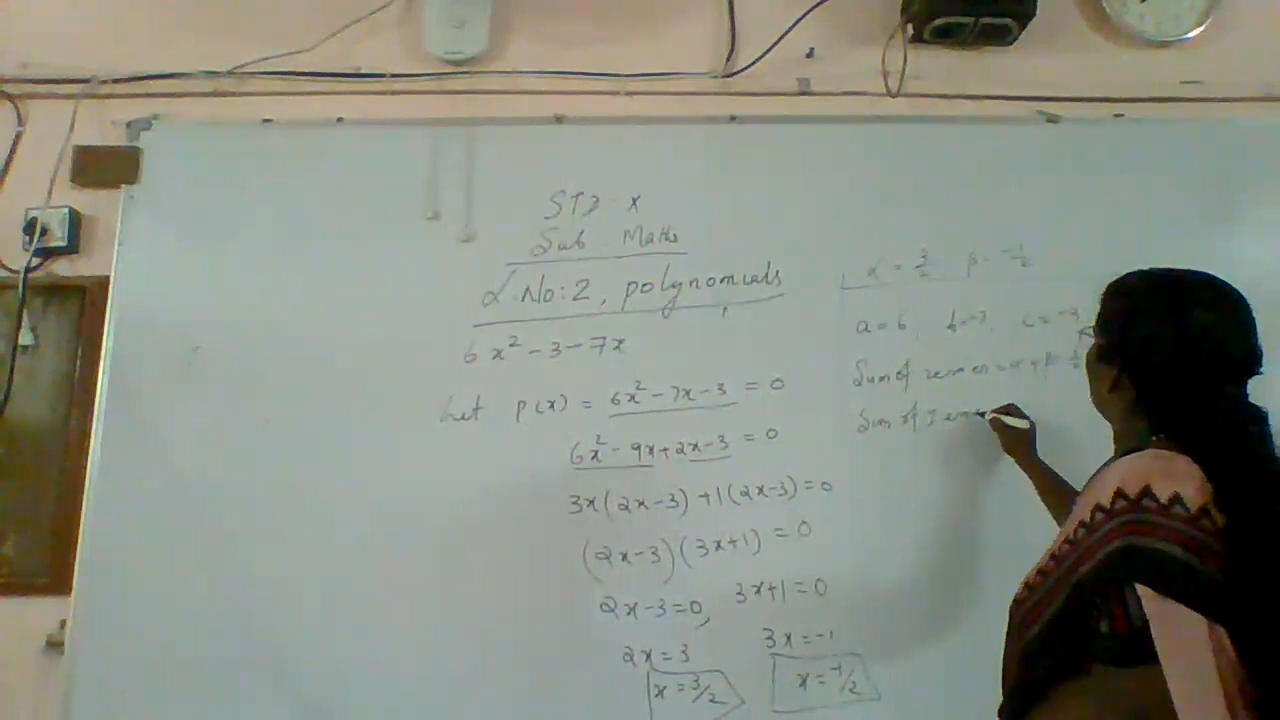 STD X
Sub Maths
L.No:2, polynomials
6x² - 3 - 7x
Let P(x) = 6x² - 7x - 3 = 0
6x² - 9x + 2x - 3 = 0
3x(2x-3) + 1(2x-3) = 0
(2x-3)(3x+1) = 0
2x-3=0, 3x+1=0
2x=3 3x=-1
x=3/2 x=-1/2
α = 3/2 β = -1/2
a=6, b=-7, c=-3
Sum of = α+β
Sum of